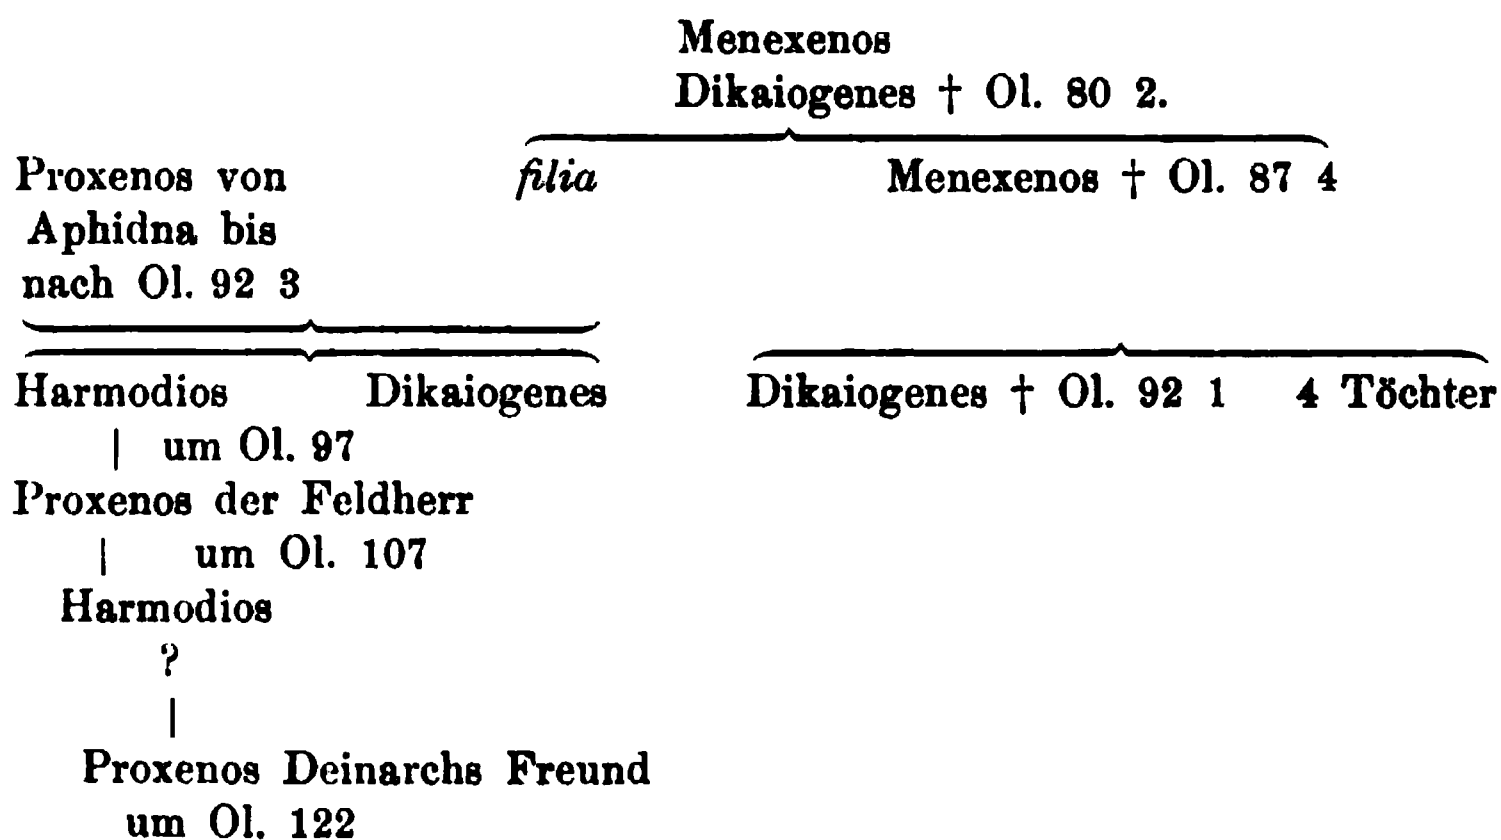 Menexenos
Dikaiogenes † Ol. 80 2.
Proxenos von filia Menexenos † Ol. 87 4
Aphidna bis
nach Ol. 92 3
Harmodios Dikaiogenes Dikaiogenes † Ol. 92 1 4 Töchter
| um Ol. 97
Proxenos der Feldherr
| um Ol. 107
Harmodios
?
|
Proxenos Deinarchs Freund
um Ol. 122